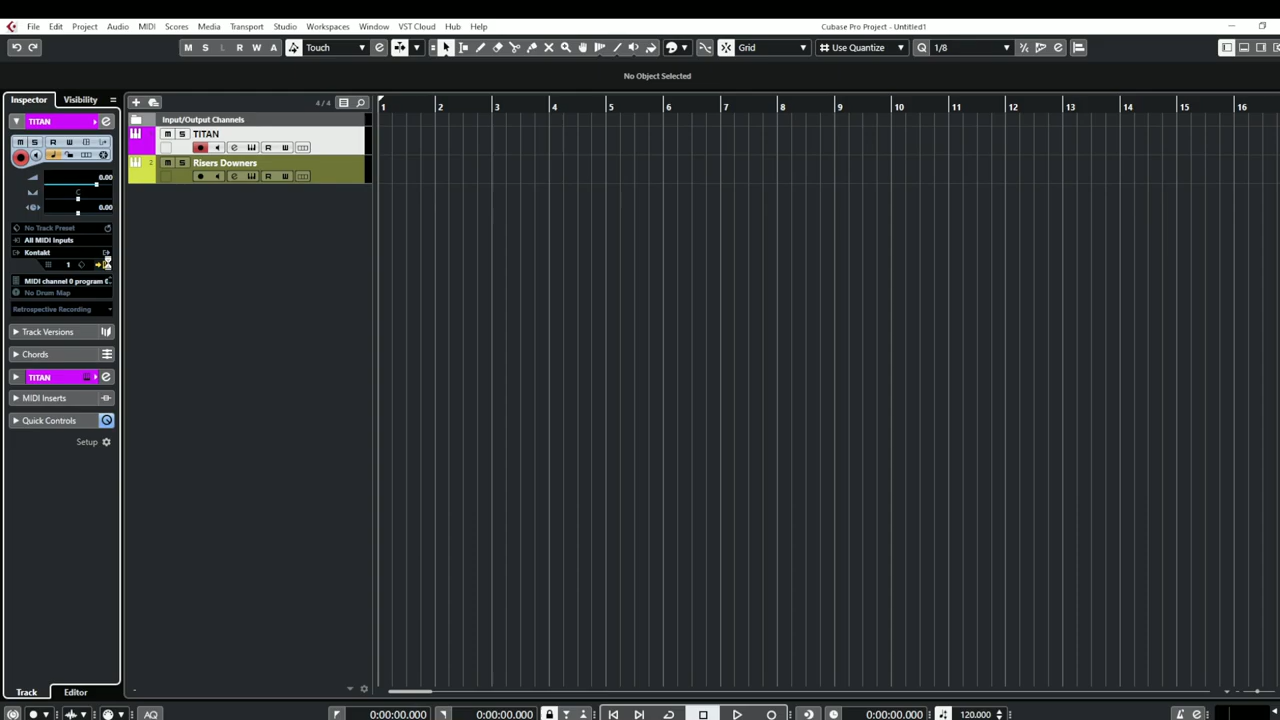 File Edit Project Audio MIDI Scores Media Transport Studio Workspaces Window VST Cloud Hub Help
Cubase Pro Project - Untitled1
M S L R W A Touch Grid Use Quantize Q 1/8
No Object Selected
Inspector Visibility
TITAN
M S R W
0.00
C
0.00
No Track Preset
All MIDI Inputs
Kontakt
1
MIDI channel 0 program
No Drum Map
Retrospective Recording
Track Versions
Chords
TITAN
MIDI Inserts
Quick Controls
Setup
Track Editor
4/4
Input/Output Channels
M S TITAN
R W
2 M S Risers Downers
R W
1 2 3 4 5 6 7 8 9 10 11 12 13 14 15 16
AQ 0:00:00.000 0:00:00.000 0:00:00.000 120.000